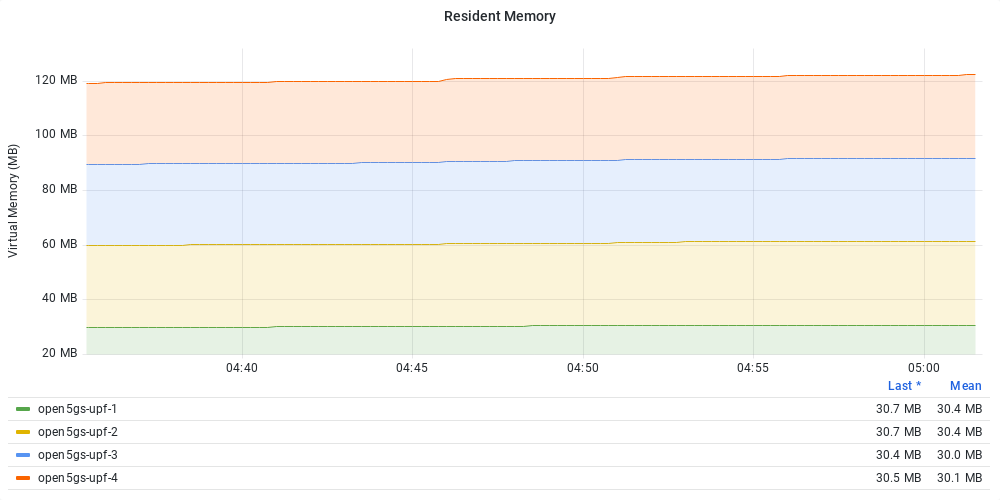 Resident Memory
Virtual Memory (MB)
120 MB
100 MB
80 MB
60 MB
40 MB
20 MB
04:40 04:45 04:50 04:55 05:00
Last * Mean
open5gs-upf-1 30.7 MB 30.4 MB
open5gs-upf-2 30.7 MB 30.4 MB
open5gs-upf-3 30.4 MB 30.0 MB
open5gs-upf-4 30.5 MB 30.1 MB